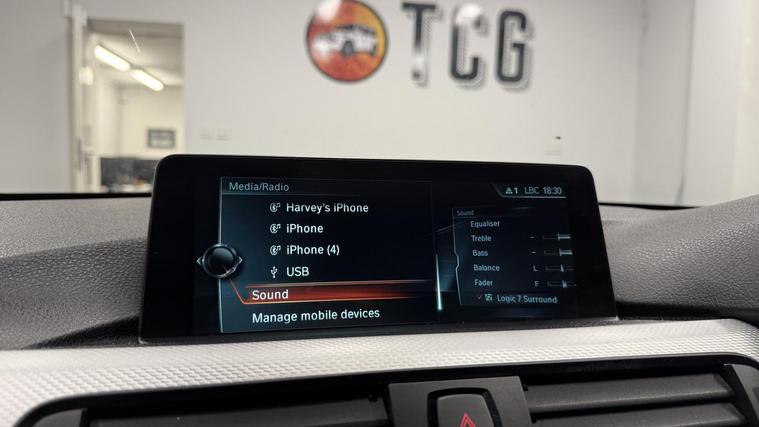 TCG
Media/Radio
1 LBC 18:30
Harvey's iPhone
iPhone
iPhone (4)
USB
Sound
Manage mobile devices
Sound
Equaliser
Treble
Bass
Balance L
Fader F
Logic 7 Surround